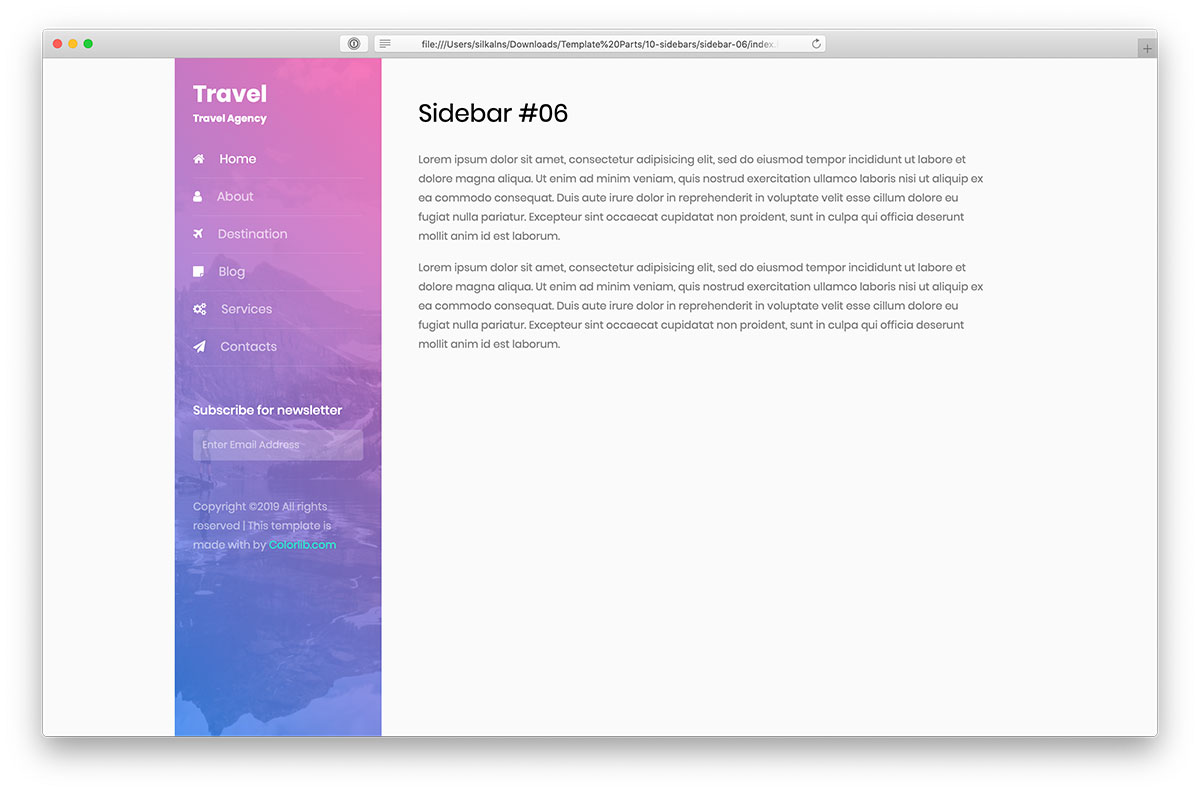 file:///Users/silkalns/Downloads/Template%20Parts/10-sidebars/sidebar-06/index.
Travel
Travel Agency
Home
About
Destination
Blog
Services
Contacts
Subscribe for newsletter
Enter Email Address
Copyright ©2019 All rights
reserved | This template is
made with by Colorlib.com
Sidebar #06
Lorem ipsum dolor sit amet, consectetur adipisicing elit, sed do eiusmod tempor incididunt ut labore et
dolore magna aliqua. Ut enim ad minim veniam, quis nostrud exercitation ullamco laboris nisi ut aliquip ex
ea commodo consequat. Duis aute irure dolor in reprehenderit in voluptate velit esse cillum dolore eu
fugiat nulla pariatur. Excepteur sint occaecat cupidatat non proident, sunt in culpa qui officia deserunt
mollit anim id est laborum.
Lorem ipsum dolor sit amet, consectetur adipisicing elit, sed do eiusmod tempor incididunt ut labore et
dolore magna aliqua. Ut enim ad minim veniam, quis nostrud exercitation ullamco laboris nisi ut aliquip ex
ea commodo consequat. Duis aute irure dolor in reprehenderit in voluptate velit esse cillum dolore eu
fugiat nulla pariatur. Excepteur sint occaecat cupidatat non proident, sunt in culpa qui officia deserunt
mollit anim id est laborum.